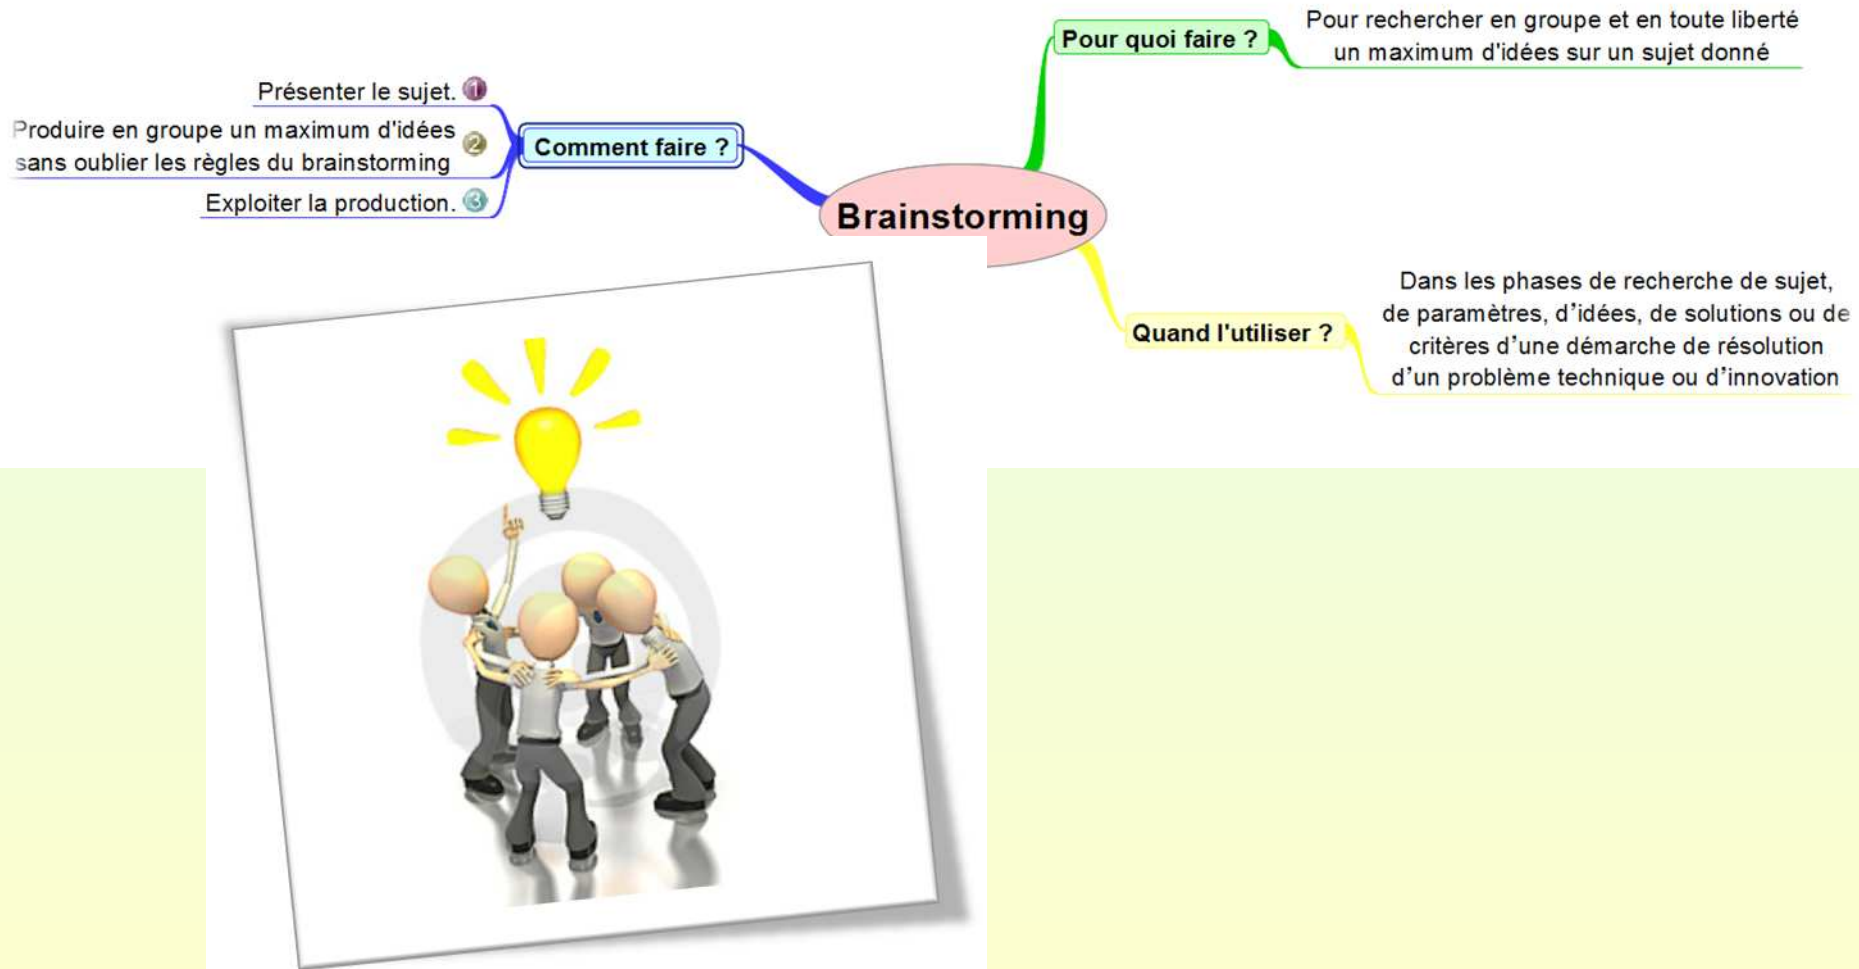 Pour quoi faire ?
Pour rechercher en groupe et en toute liberté
un maximum d'idées sur un sujet donné
Présenter le sujet. 1
Produire en groupe un maximum d'idées
sans oublier les règles du brainstorming 2
Exploiter la production. 3
Comment faire ?
Brainstorming
Quand l'utiliser ?
Dans les phases de recherche de sujet,
de paramètres, d’idées, de solutions ou de
critères d’une démarche de résolution
d’un problème technique ou d’innovation